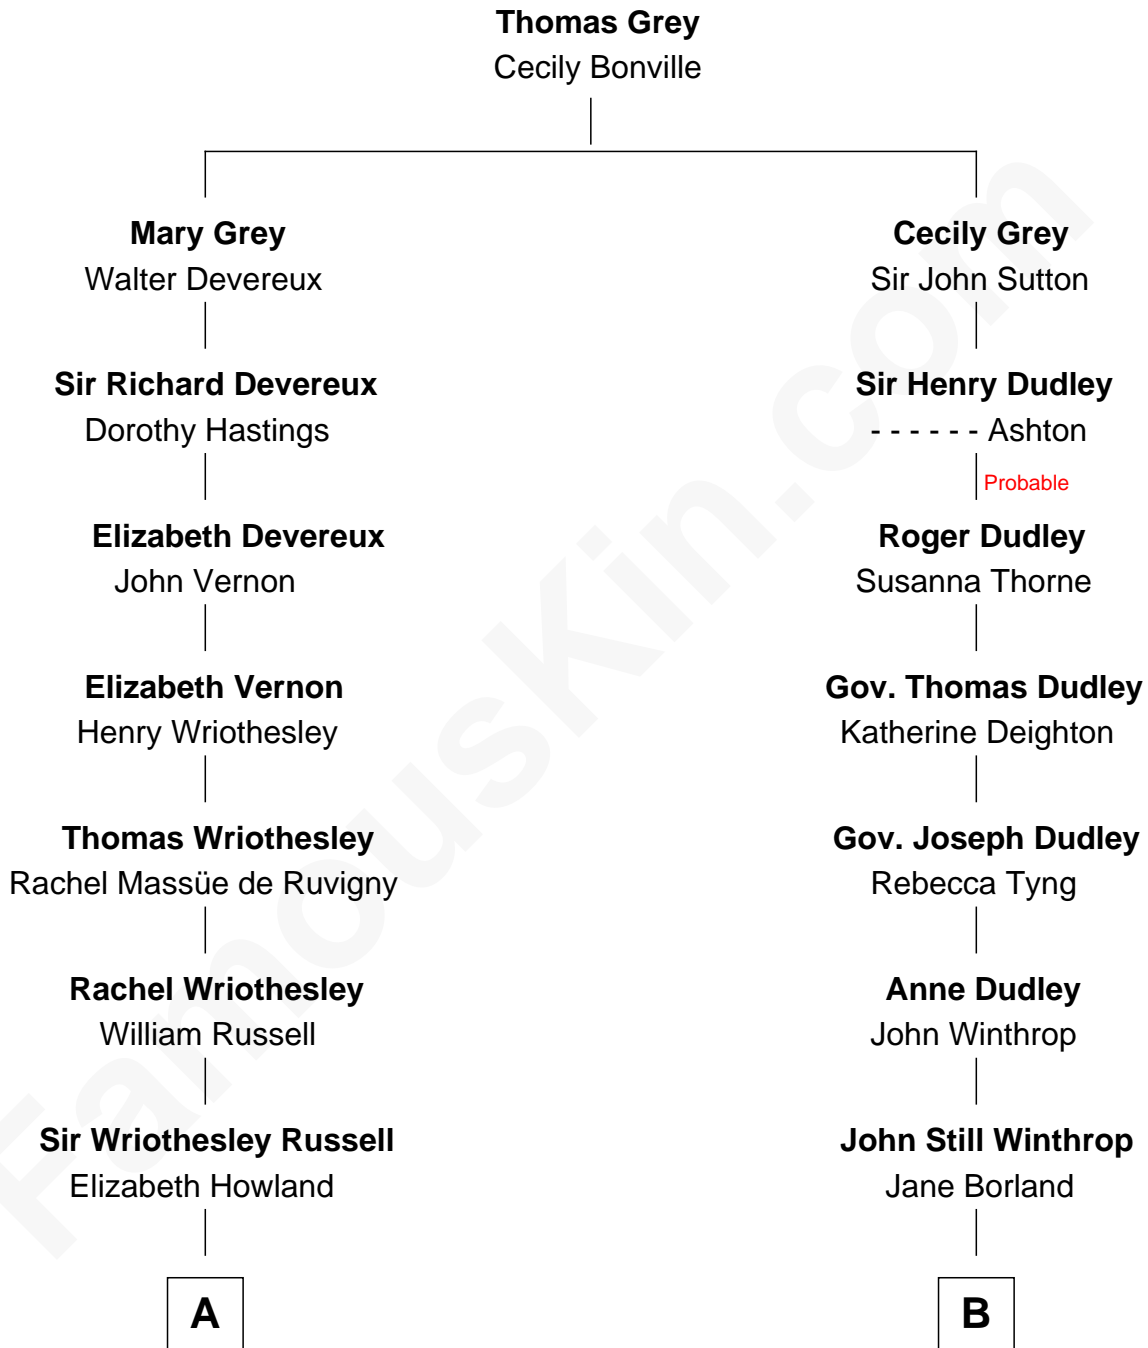 Thomas Grey
Cecily Bonville
Mary Grey
Walter Devereux
Cecily Grey
Sir John Sutton
Sir Richard Devereux
Dorothy Hastings
Sir Henry Dudley
- - - - - - Ashton
Probable
Elizabeth Devereux
John Vernon
Roger Dudley
Susanna Thorne
Elizabeth Vernon
Henry Wriothesley
Gov. Thomas Dudley
Katherine Deighton
Thomas Wriothesley
Rachel Massüe de Ruvigny
Gov. Joseph Dudley
Rebecca Tyng
Rachel Wriothesley
William Russell
Anne Dudley
John Winthrop
Sir Wriothesley Russell
Elizabeth Howland
John Still Winthrop
Jane Borland
A
B
FamousKin.com